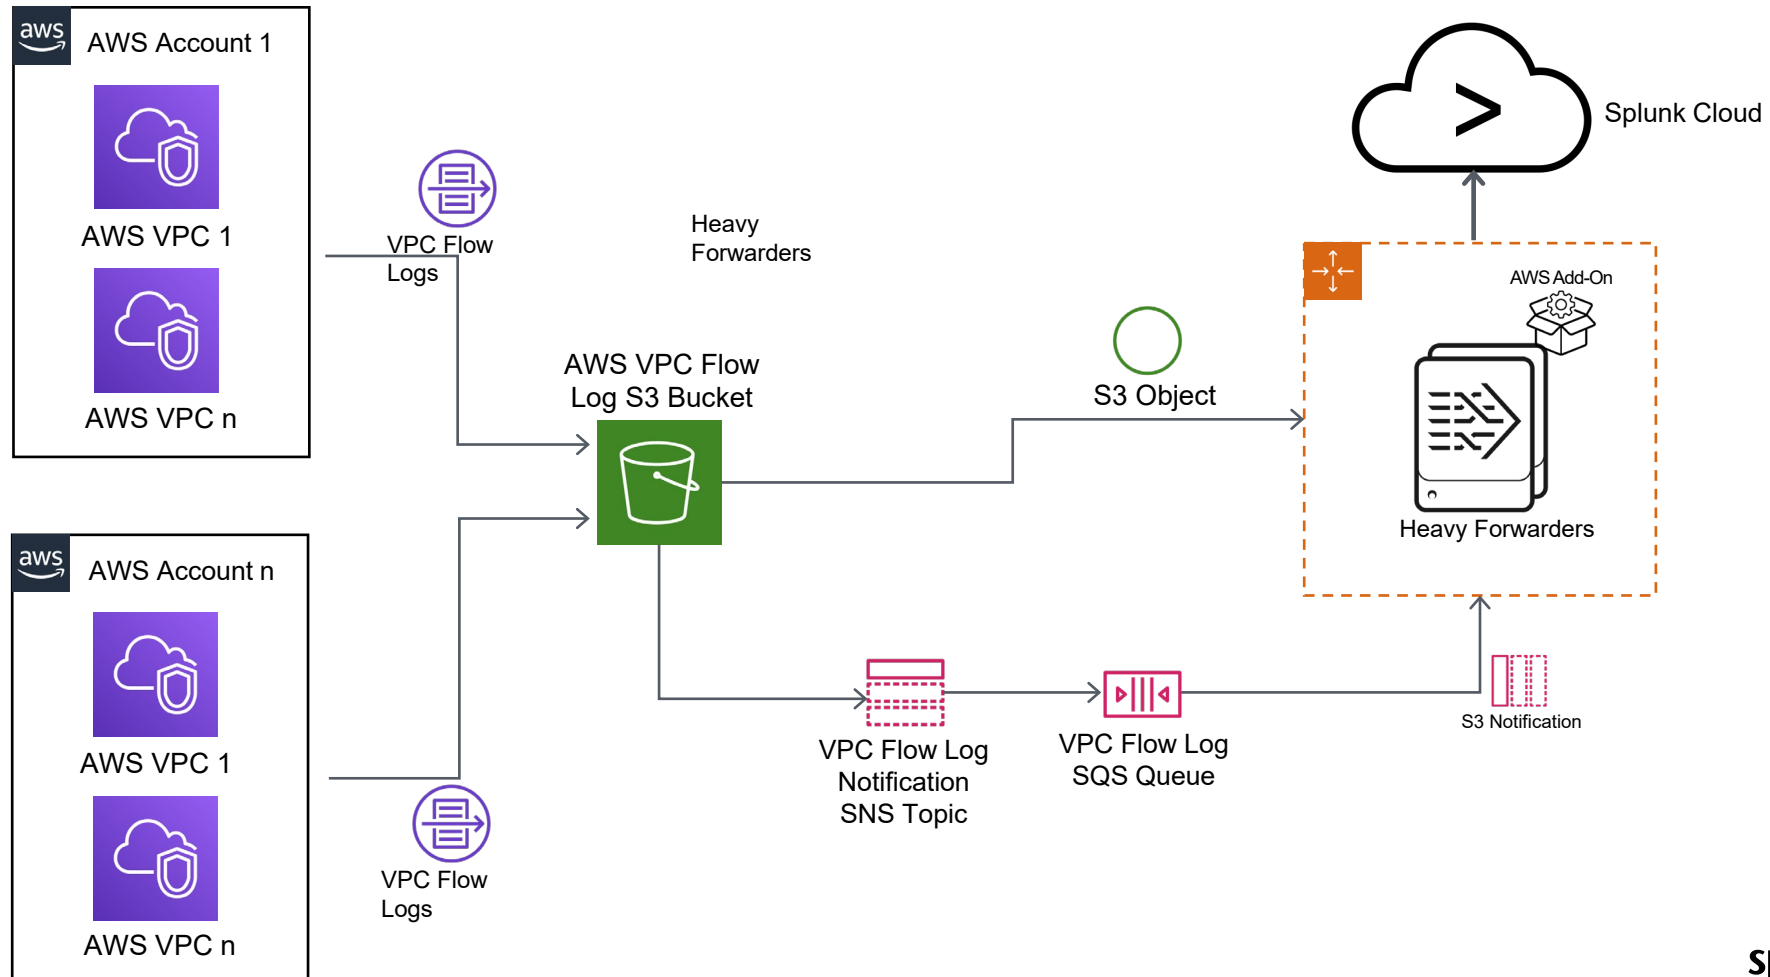 aws
AWS Account 1
AWS VPC 1
AWS VPC n
VPC Flow
Logs
Heavy
Forwarders
AWS VPC Flow
Log S3 Bucket
S3 Object
>
Splunk Cloud
AWS Add-On
Heavy Forwarders
aws
AWS Account n
AWS VPC 1
AWS VPC n
VPC Flow
Logs
VPC Flow Log
Notification
SNS Topic
VPC Flow Log
SQS Queue
S3 Notification